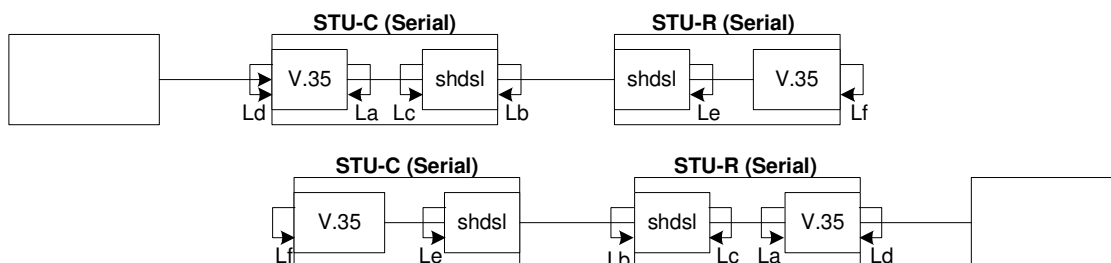 STU-C (Serial) STU-R (Serial)
V.35 shdsl shdsl V.35
Ld La Lc Lb Le Lf
STU-C (Serial) STU-R (Serial)
V.35 shdsl shdsl V.35
Lf Le Lb Lc La Ld